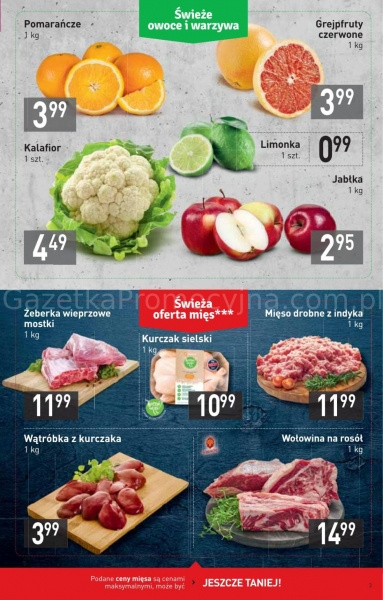 Świeże
owoce i warzywa
Pomarańcze
1 kg
3 99
Grejpfruty
czerwone
1 kg
3 99
Kalafior
1 szt.
4 49
Limonka
1 szt.
0 99
Jabłka
1 kg
2 95
GazetkaPromocyjna.com.pl
Świeża
oferta mięs***
Żeberka wieprzowe
mostki
1 kg
11 99
Kurczak sielski
1 kg
10 99
Mięso drobne z indyka
1 kg
11 99
Wątróbka z kurczaka
1 kg
3 99
Wołowina na rosół
1 kg
14 99
Podane ceny mięsa są cenami
maksymalnymi, może być
JESZCZE TANIEJ!